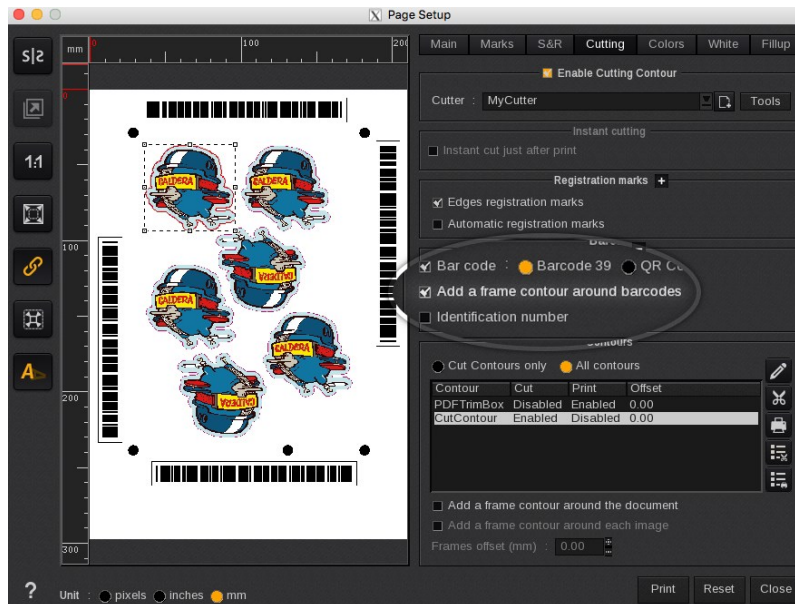 Page Setup
S|S
mm 0 100 200
Main Marks S&R Cutting Colors White Fillup
Enable Cutting Contour
Cutter : MyCutter Tools
0
Instant cutting
Instant cut just after print
1:1
Registration marks +
Edges registration marks
Automatic registration marks
CALDERA CALDERA
100
Bar code : Barcode 39 QR
Add a frame contour around barcodes
Identification number
CALDERA
CALDERA
Contours
Cut Contours only All contours
CALDERA
A
Contour Cut Print Offset
PDFTrimBox Disabled Enabled 0.00
CutContour Enabled Disabled 0.00
200
CALDERA
Add a frame contour around the document
Add a frame contour around each image
Frames offset (mm) : 0.00
300
? Unit : pixels inches mm
Print Reset Close